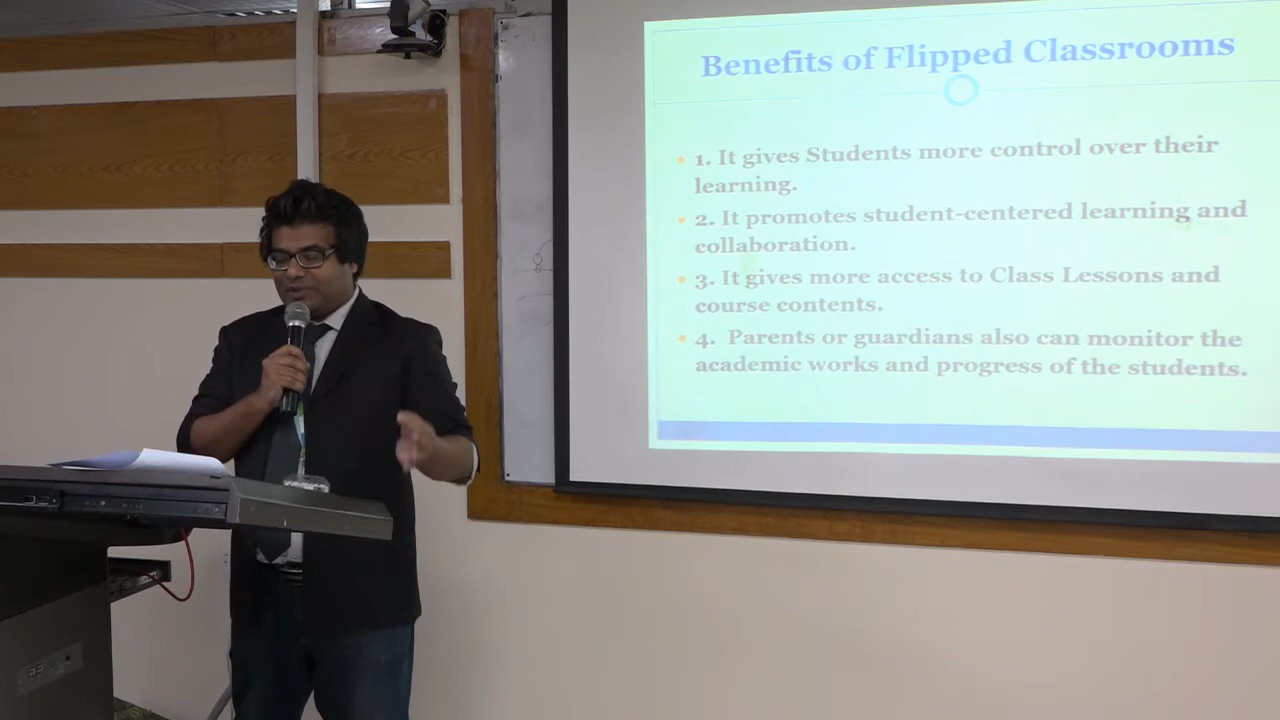 Benefits of Flipped Classrooms
• 1. It gives Students more control over their
learning.
• 2. It promotes student-centered learning and
collaboration.
• 3. It gives more access to Class Lessons and
course contents.
• 4. Parents or guardians also can monitor the
academic works and progress of the students.